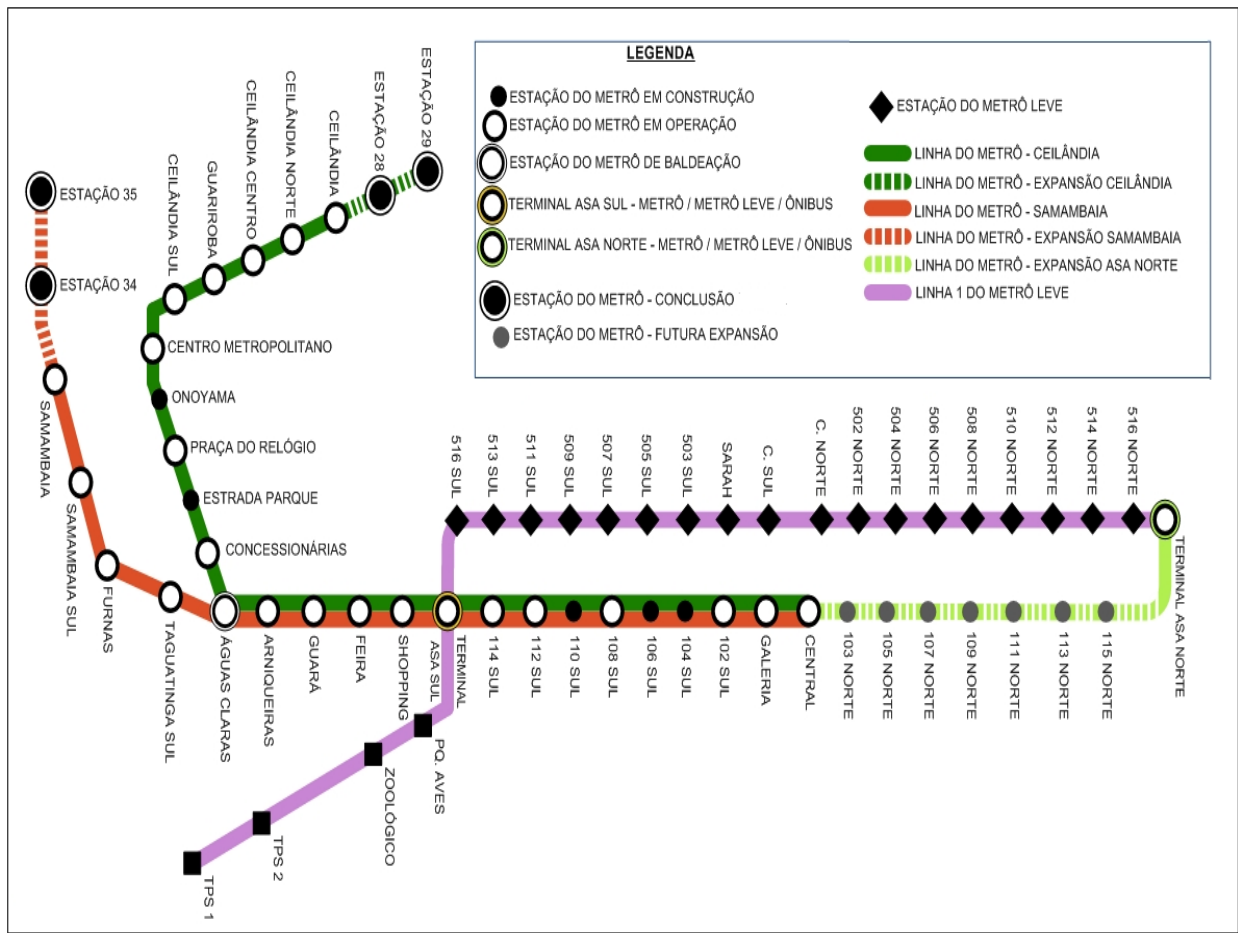 LEGENDA
ESTAÇÃO DO METRÔ EM CONSTRUÇÃO
ESTAÇÃO DO METRÔ EM OPERAÇÃO
ESTAÇÃO DO METRÔ DE BALDEAÇÃO
TERMINAL ASA SUL - METRÔ / METRÔ LEVE / ÔNIBUS
TERMINAL ASA NORTE - METRÔ / METRÔ LEVE / ÔNIBUS
ESTAÇÃO DO METRÔ - CONCLUSÃO
ESTAÇÃO DO METRÔ - FUTURA EXPANSÃO
ESTAÇÃO DO METRÔ LEVE
LINHA DO METRÔ - CEILÂNDIA
LINHA DO METRÔ - EXPANSÃO CEILÂNDIA
LINHA DO METRÔ - SAMAMBAIA
LINHA DO METRÔ - EXPANSÃO SAMAMBAIA
LINHA DO METRÔ - EXPANSÃO ASA NORTE
LINHA 1 DO METRÔ LEVE
ESTAÇÃO 35
ESTAÇÃO 34
SAMAMBAIA
SAMAMBAIA SUL
FURNAS
TAGUATINGA SUL
ESTAÇÃO 29
ESTAÇÃO 28
CEILÂNDIA
CEILÂNDIA NORTE
CEILÂNDIA CENTRO
GUARIROBA
CEILÂNDIA SUL
CENTRO METROPOLITANO
ONOYAMA
PRAÇA DO RELÓGIO
ESTRADA PARQUE
CONCESSIONÁRIAS
ÁGUAS CLARAS
ARNIQUEIRAS
GUARÁ
FEIRA
SHOPPING
TERMINAL
ASA SUL
114 SUL
112 SUL
110 SUL
108 SUL
106 SUL
104 SUL
102 SUL
GALERIA
CENTRAL
103 NORTE
105 NORTE
107 NORTE
109 NORTE
111 NORTE
113 NORTE
115 NORTE
TERMINAL ASA NORTE
516 SUL
513 SUL
511 SUL
509 SUL
507 SUL
505 SUL
503 SUL
SARAH
C. SUL
C. NORTE
502 NORTE
504 NORTE
506 NORTE
508 NORTE
510 NORTE
512 NORTE
514 NORTE
516 NORTE
PQ. AVES
ZOOLÓGICO
TPS 2
TPS 1